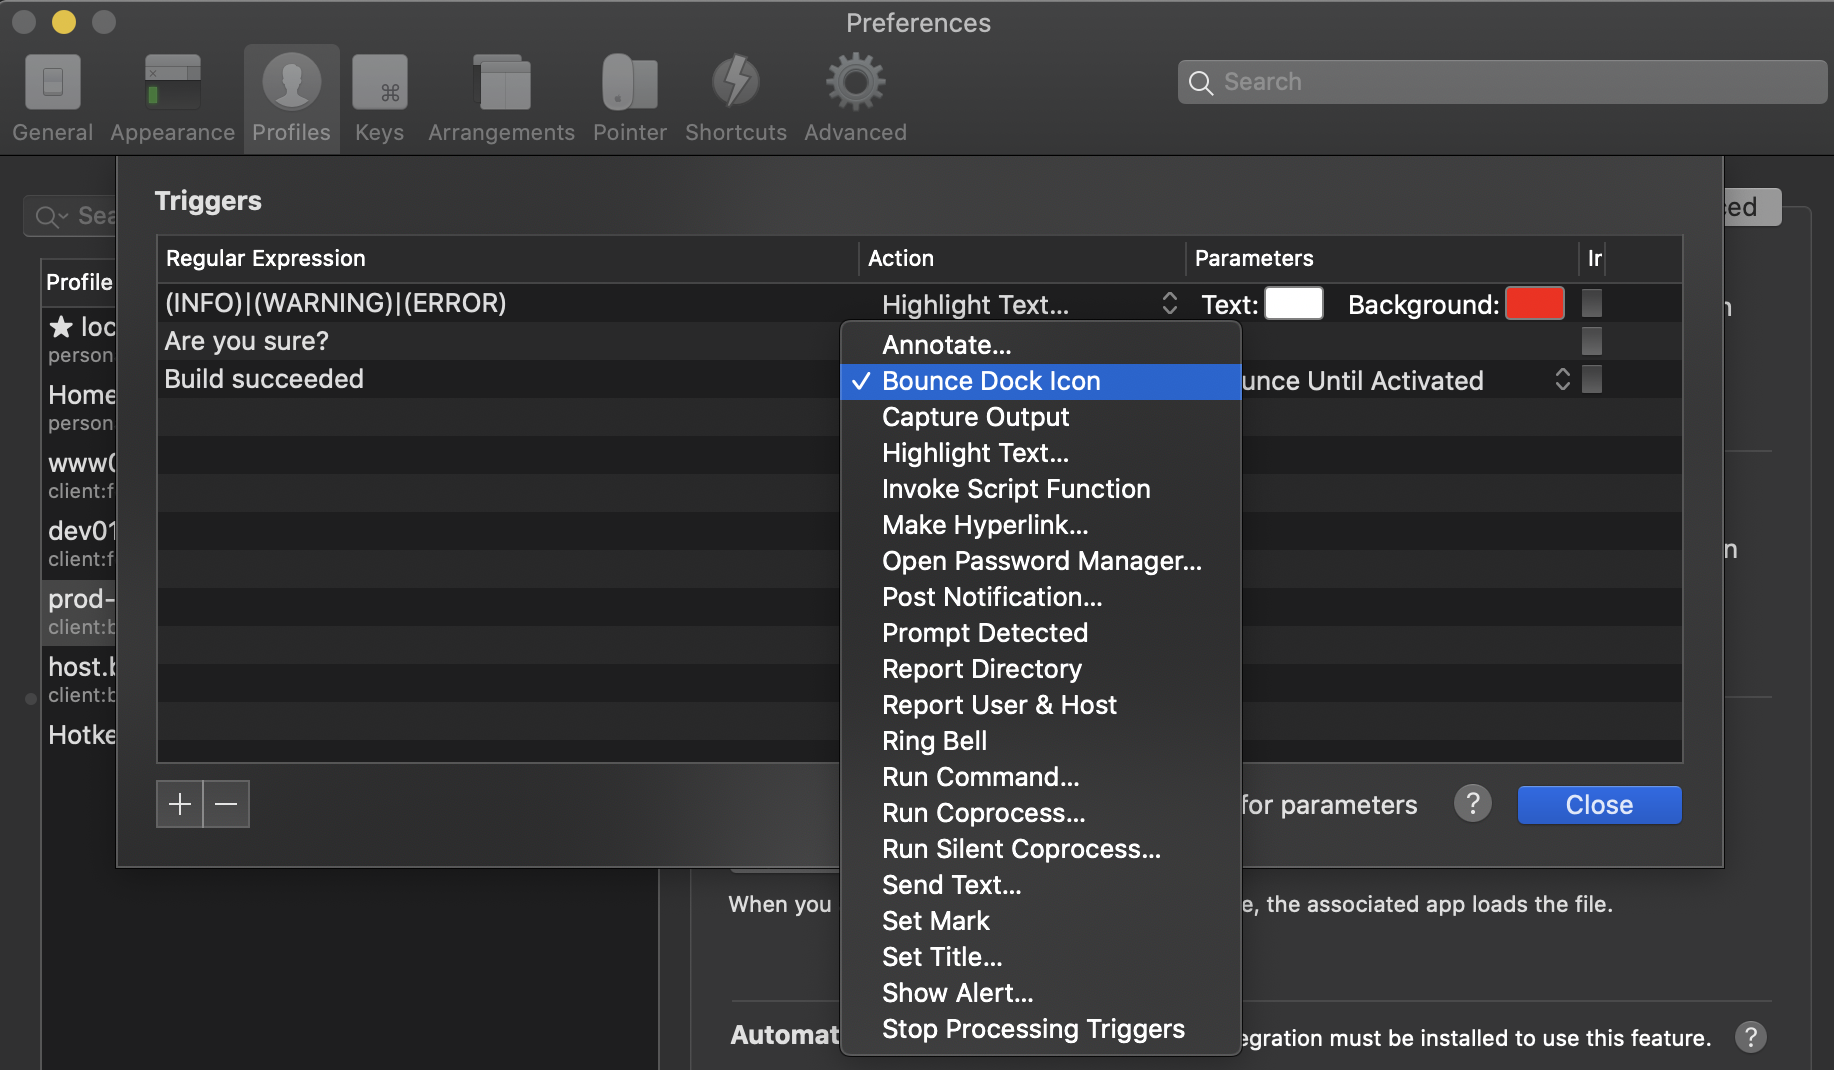 Preferences
General Appearance Profiles Keys Arrangements Pointer Shortcuts Advanced
Search
Triggers
Sea
ced
Regular Expression Action Parameters Ir
Profile
(INFO)|(WARNING)|(ERROR) Highlight Text... Text: Background:
★ loc
Are you sure?
person
Build succeeded
unce Until Activated
Home
person
www0
client:f
dev01
client:f
n
prod-
client:b
host.b
client:b
Hotke
Annotate...
✓ Bounce Dock Icon
Capture Output
Highlight Text...
Invoke Script Function
Make Hyperlink...
Open Password Manager...
Post Notification...
Prompt Detected
Report Directory
Report User & Host
Ring Bell
Run Command...
Run Coprocess...
Run Silent Coprocess...
Send Text...
Set Mark
Set Title...
Show Alert...
Stop Processing Triggers
+ −
for parameters ? Close
When you e, the associated app loads the file.
Automat egration must be installed to use this feature. ?